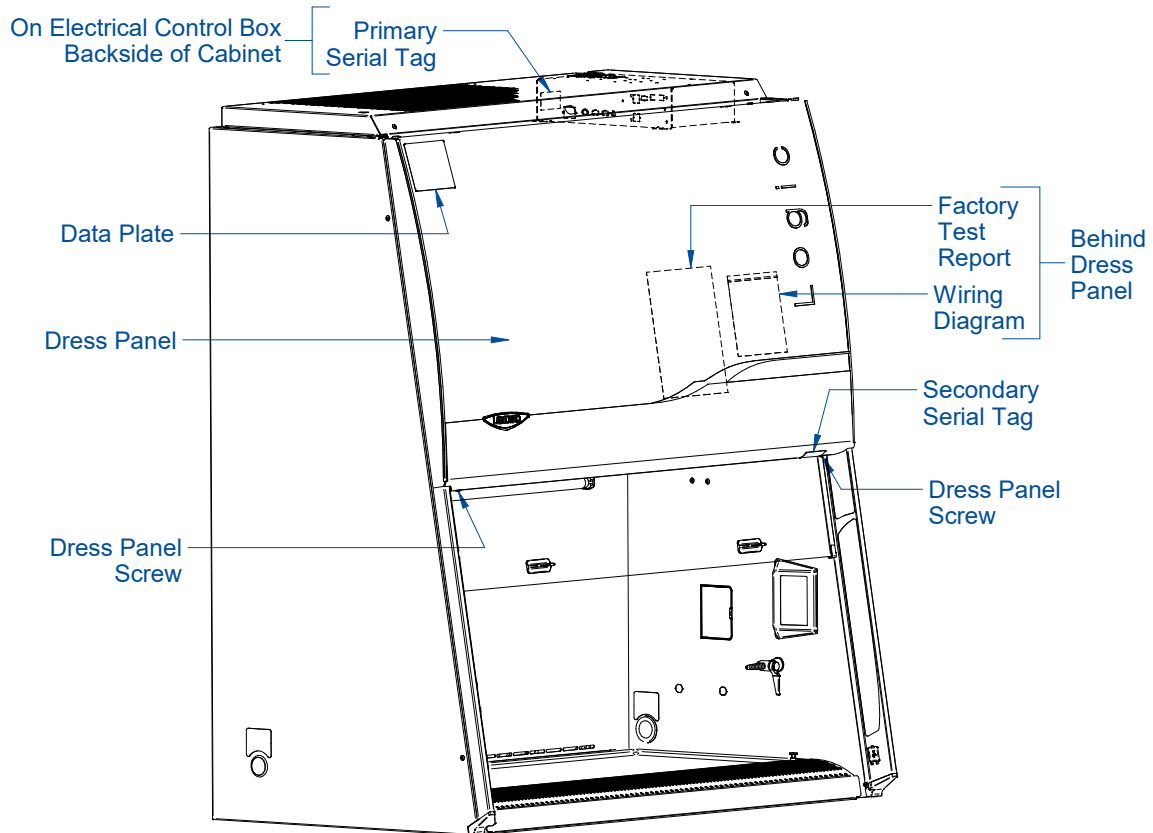 On Electrical Control Box
Backside of Cabinet
Primary
Serial Tag
Data Plate
Factory
Test
Report
Behind
Dress
Panel
Wiring
Diagram
Dress Panel
Secondary
Serial Tag
Dress Panel
Screw
Dress Panel
Screw
Logic